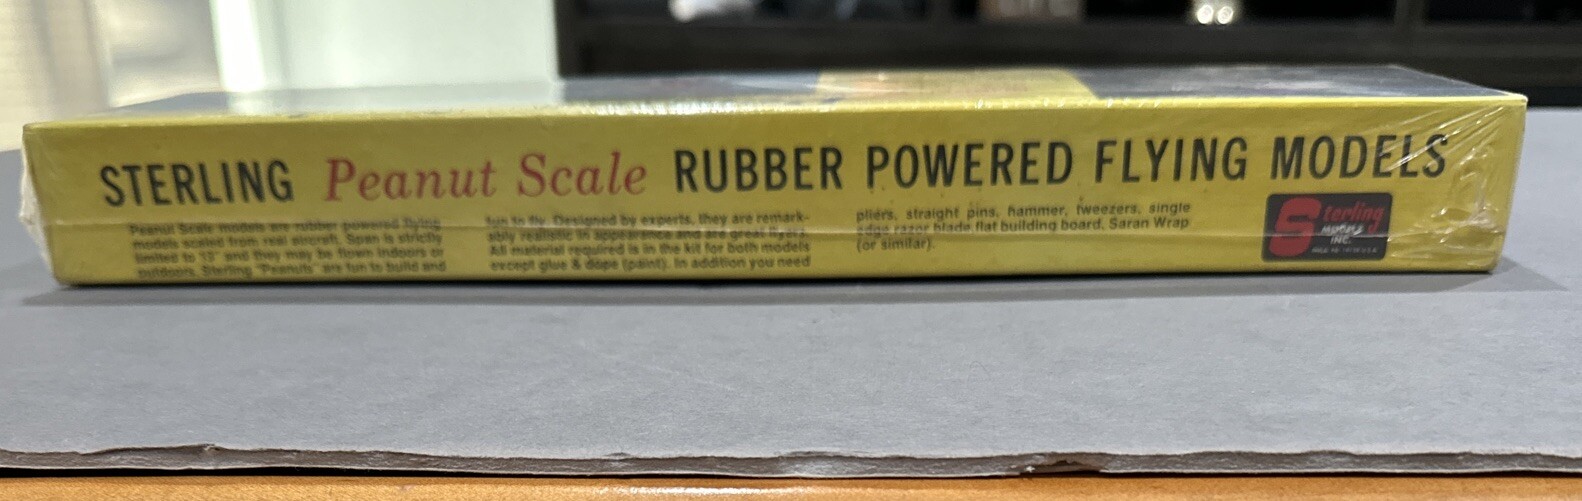 STERLING Peanut Scale RUBBER POWERED FLYING MODELS
Peanut Scale models are rubber powered flying
models scaled from real aircraft. Span is strictly
limited to 13" and they may be flown indoors or
outdoors. Sterling "Peanuts" are fun to build and
fun to fly. Designed by experts, they are remark-
ably realistic in appearance and are great flyers.
All material required is in the kit for both models
except glue & dope (paint). In addition you need
pliers, straight pins, hammer, tweezers, single
edge razor blade, flat building board, Saran Wrap
(or similar).
Sterling
MODELS
INC.